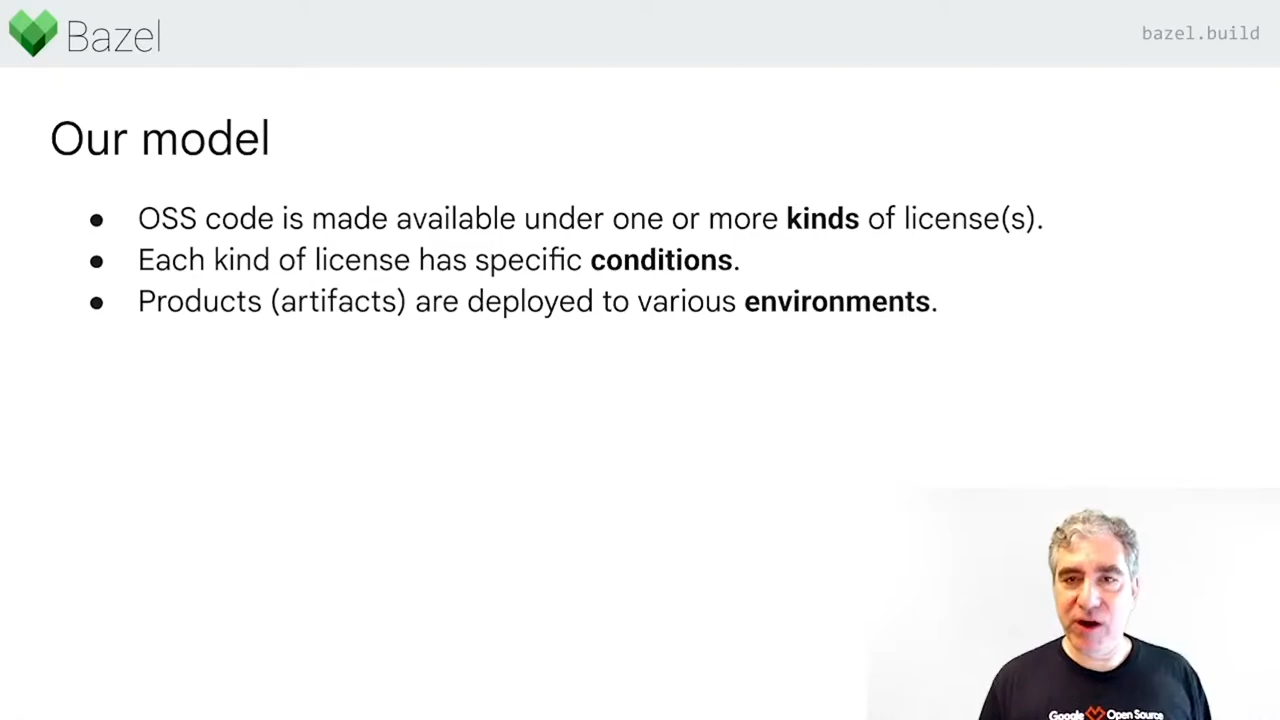 Bazel
bazel.build
Our model
● OSS code is made available under one or more kinds of license(s).
● Each kind of license has specific conditions.
● Products (artifacts) are deployed to various environments.
Google Open Source